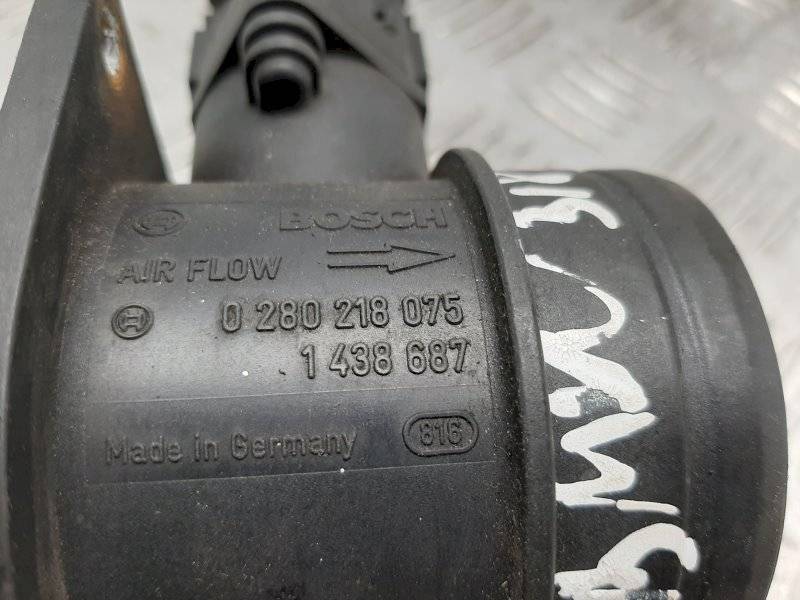 BOSCH
AIR FLOW
0 280 218 075
1 438 687
Made in Germany 816